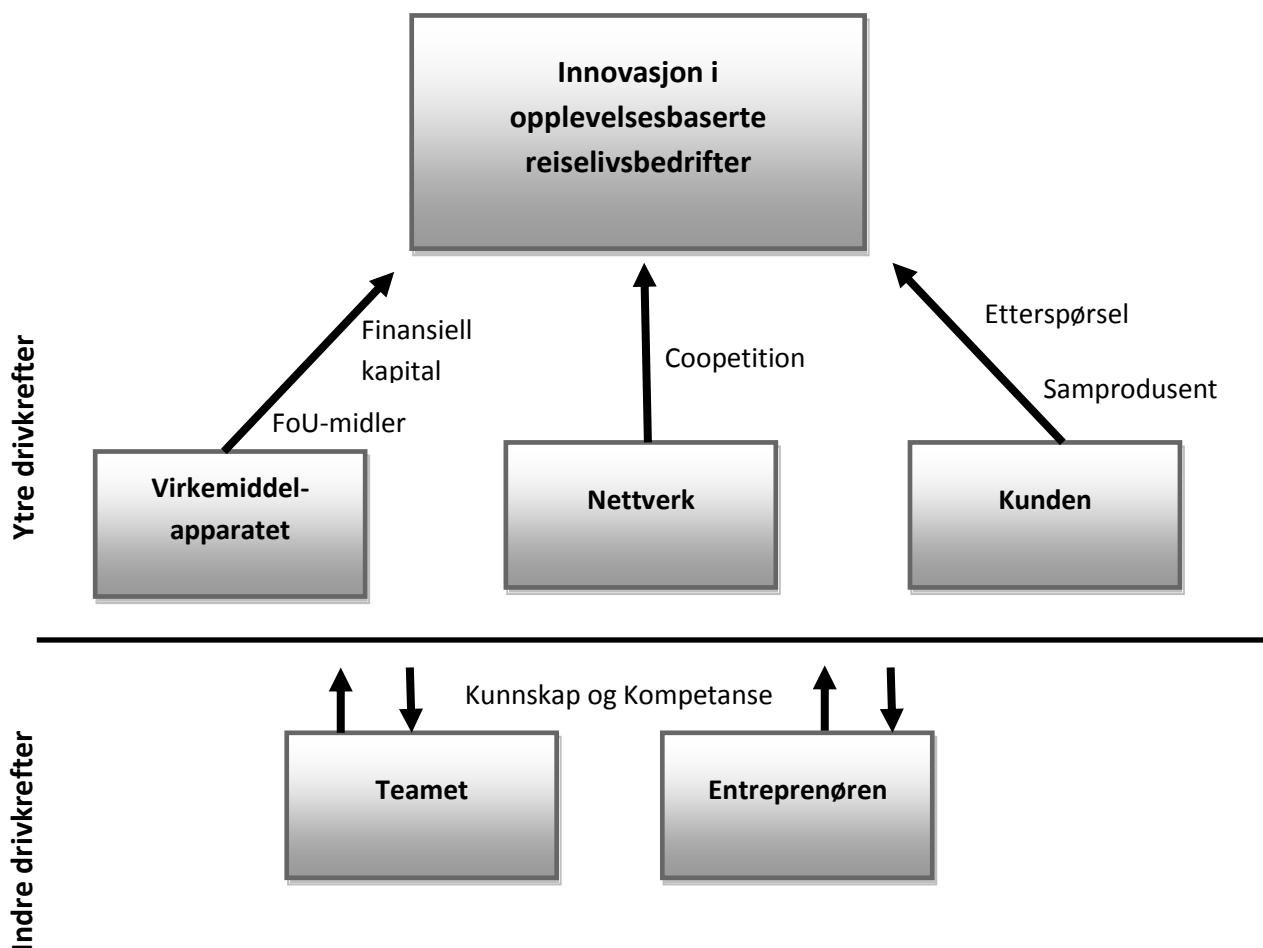 Innovasjon i
opplevelsesbaserte
reiselivsbedrifter
Ytre drivkrefter
Finansiell
kapital
FoU-midler
Coopetition
Etterspørsel
Samprodusent
Virkemiddel-
apparatet
Nettverk
Kunden
Indre drivkrefter
Kunnskap og Kompetanse
Teamet
Entreprenøren